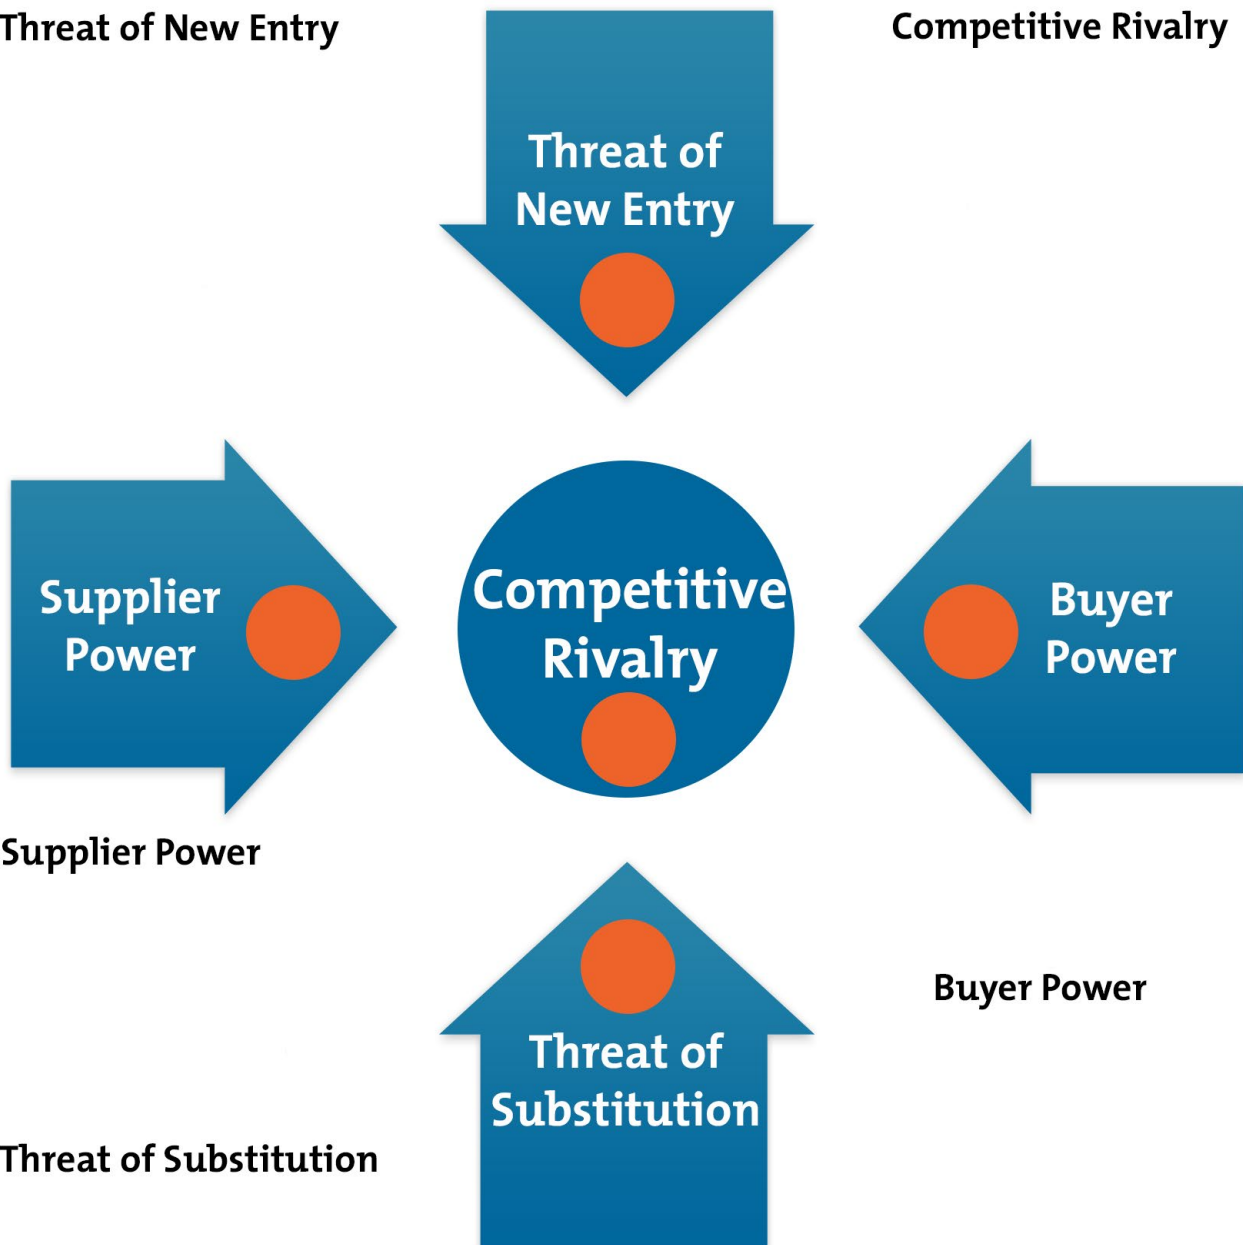 Threat of New Entry
Competitive Rivalry
Threat of
New Entry
Supplier
Power
Competitive
Rivalry
Buyer
Power
Supplier Power
Buyer Power
Threat of
Substitution
Threat of Substitution